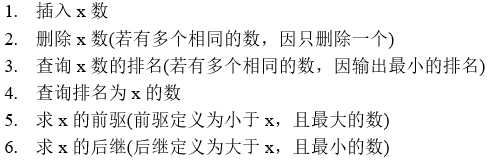 1. 插入 x 数
2. 删除 x 数(若有多个相同的数，因只删除一个)
3. 查询 x 数的排名(若有多个相同的数，因输出最小的排名)
4. 查询排名为 x 的数
5. 求 x 的前驱(前驱定义为小于 x，且最大的数)
6. 求 x 的后继(后继定义为大于 x，且最小的数)